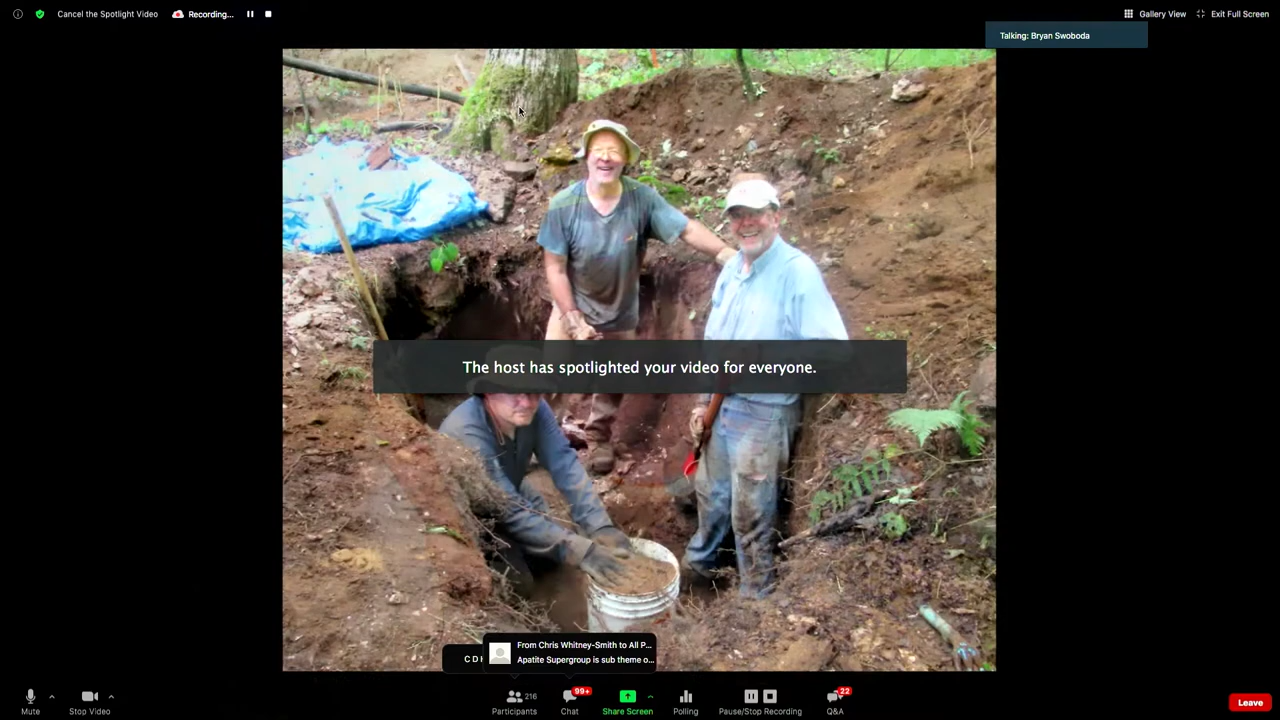 Cancel the Spotlight Video
Recording...
Gallery View
Exit Full Screen
Talking: Bryan Swoboda
The host has spotlighted your video for everyone.
From Chris Whitney-Smith to All P...
C D
Apatite Supergroup is sub theme o...
Mute
Stop Video
216
Participants
99+
Chat
Share Screen
Polling
Pause/Stop Recording
22
Q&A
Leave